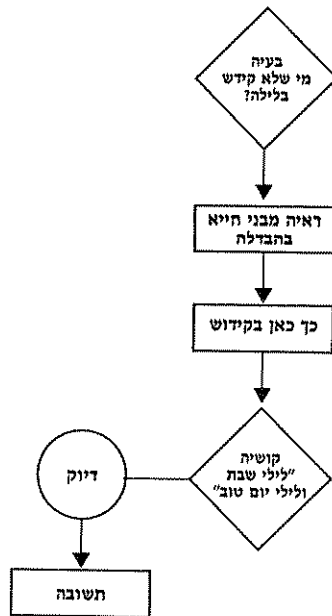 בעיה
מי שלא קידש
בלילה?
ראיה מבני חייא
בהבדלה
כך כאן בקידוש
קושיה
"לילי שבת
ולילי יום טוב"
דיוק
תשובה